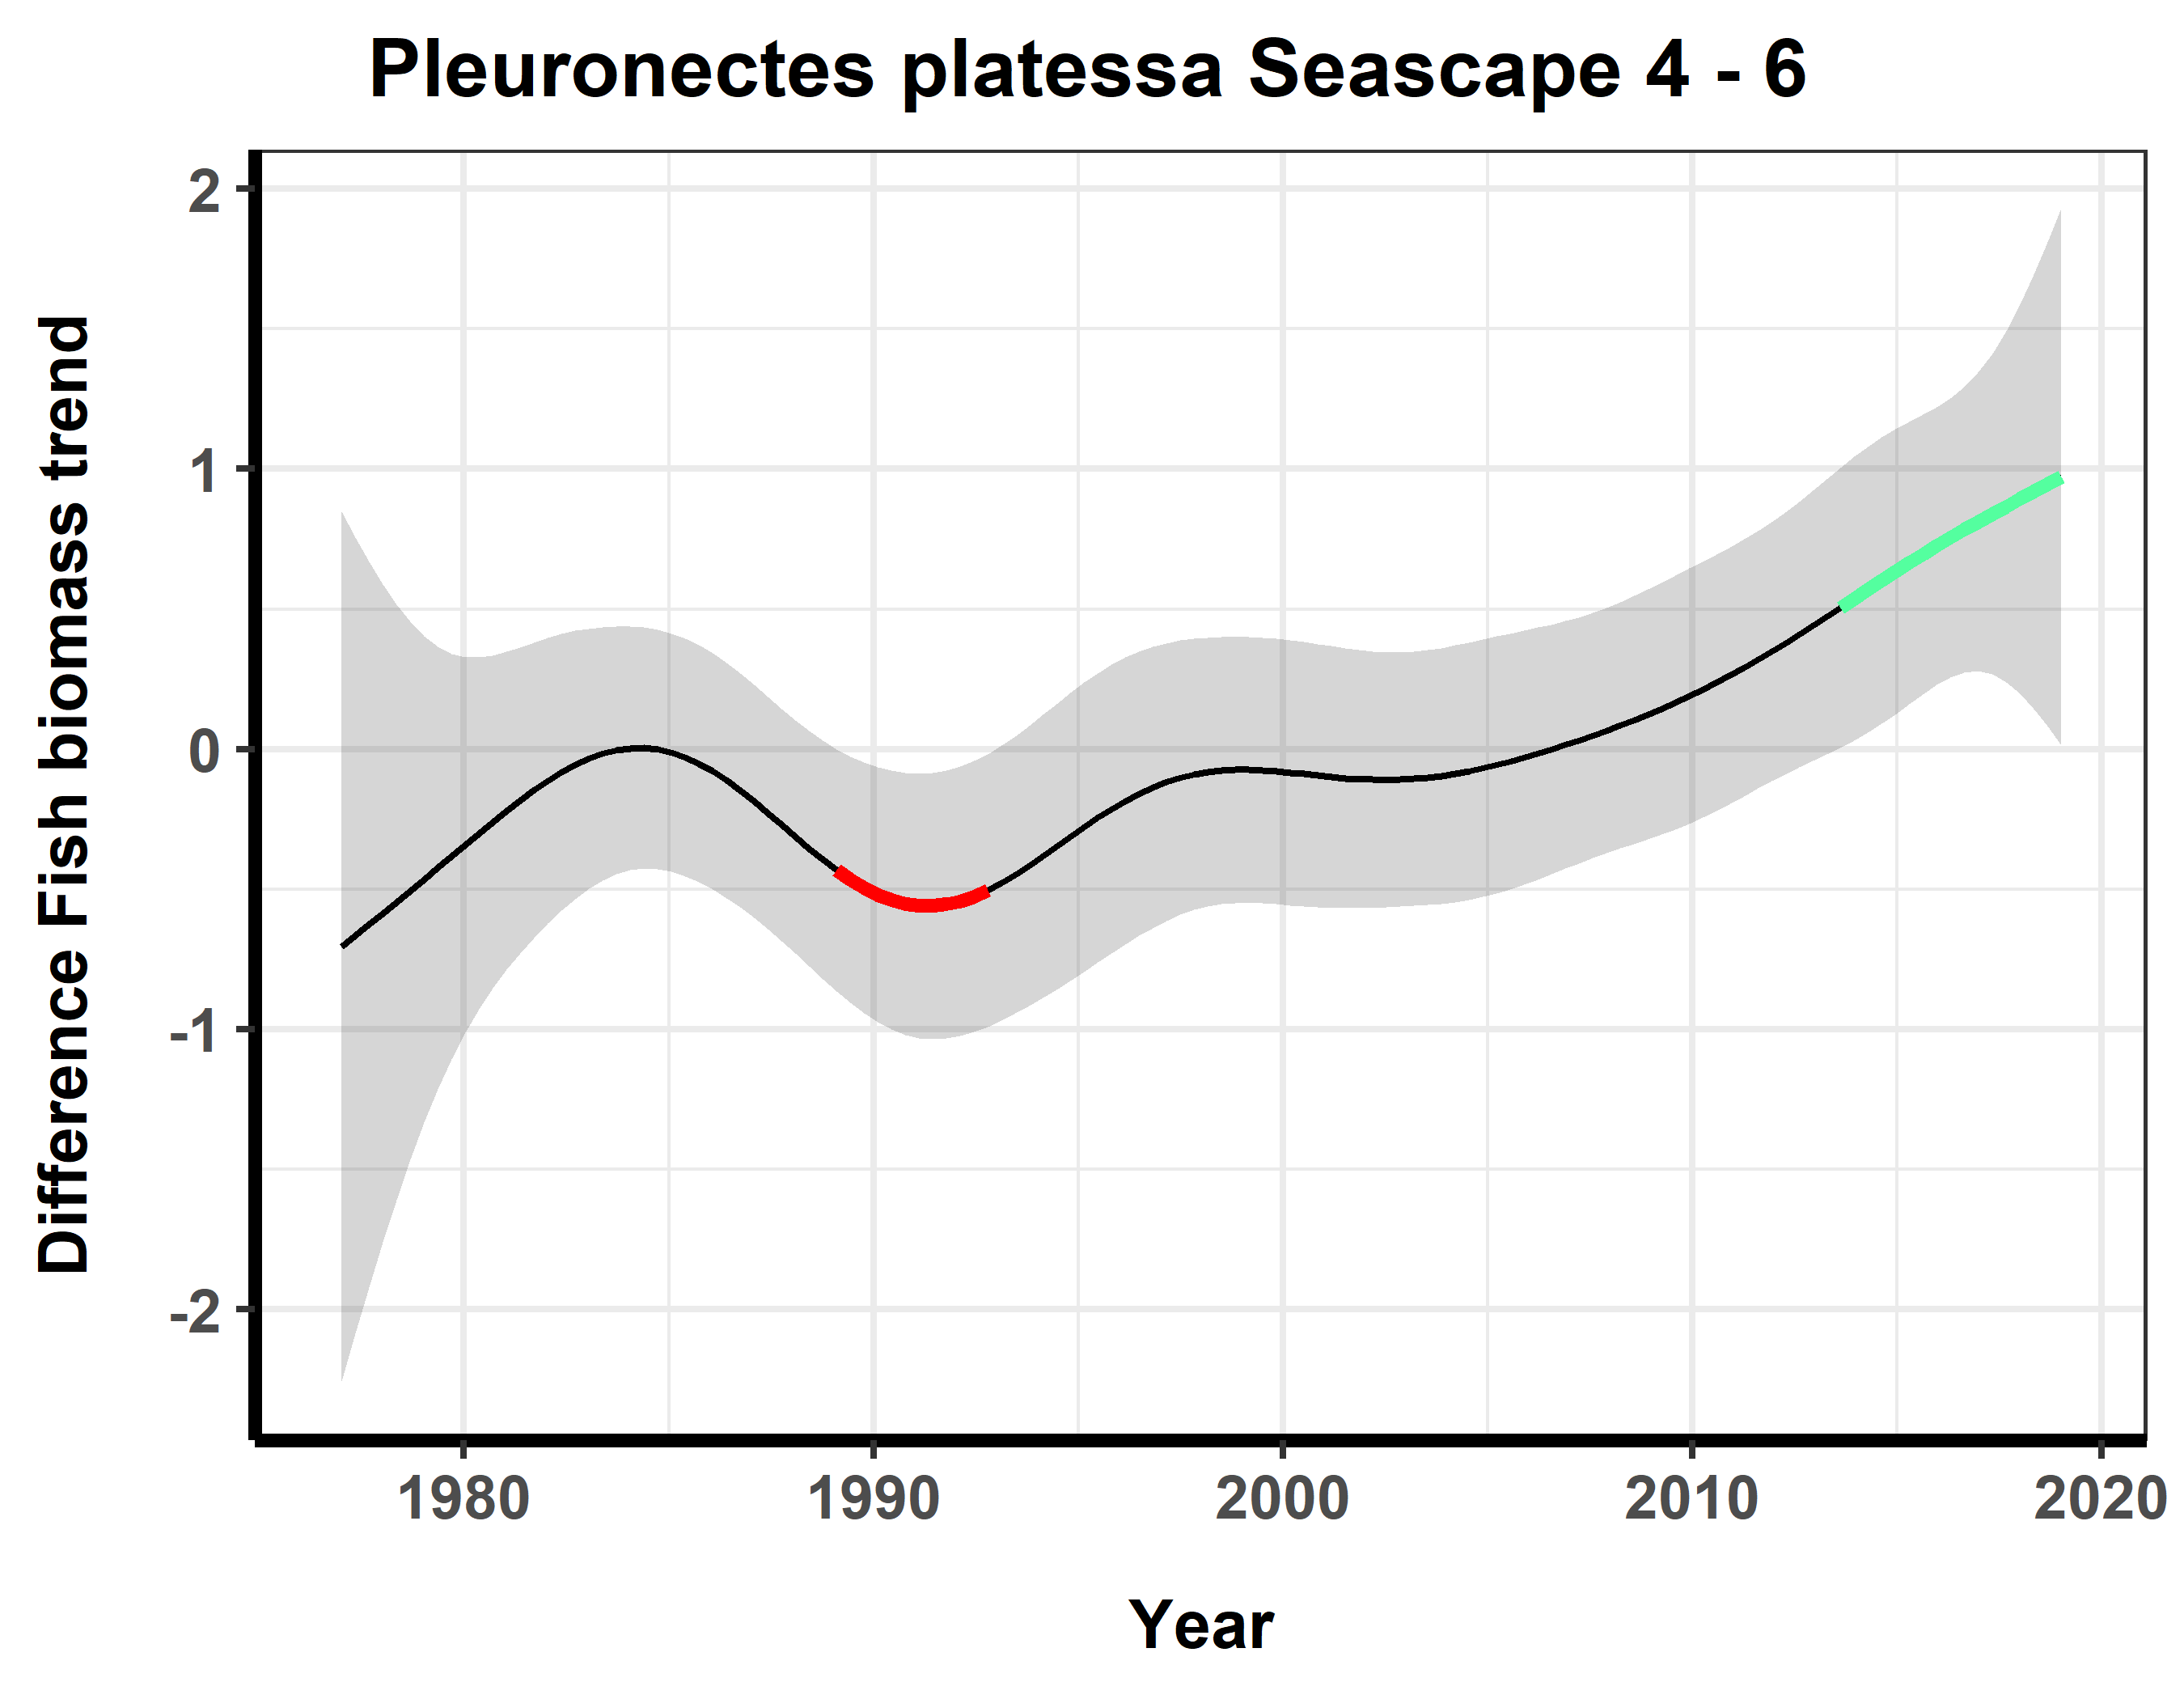 Pleuronectes platessa Seascape 4 - 6
Difference Fish biomass trend
2
1
0
-1
-2
1980 1990 2000 2010 2020
Year